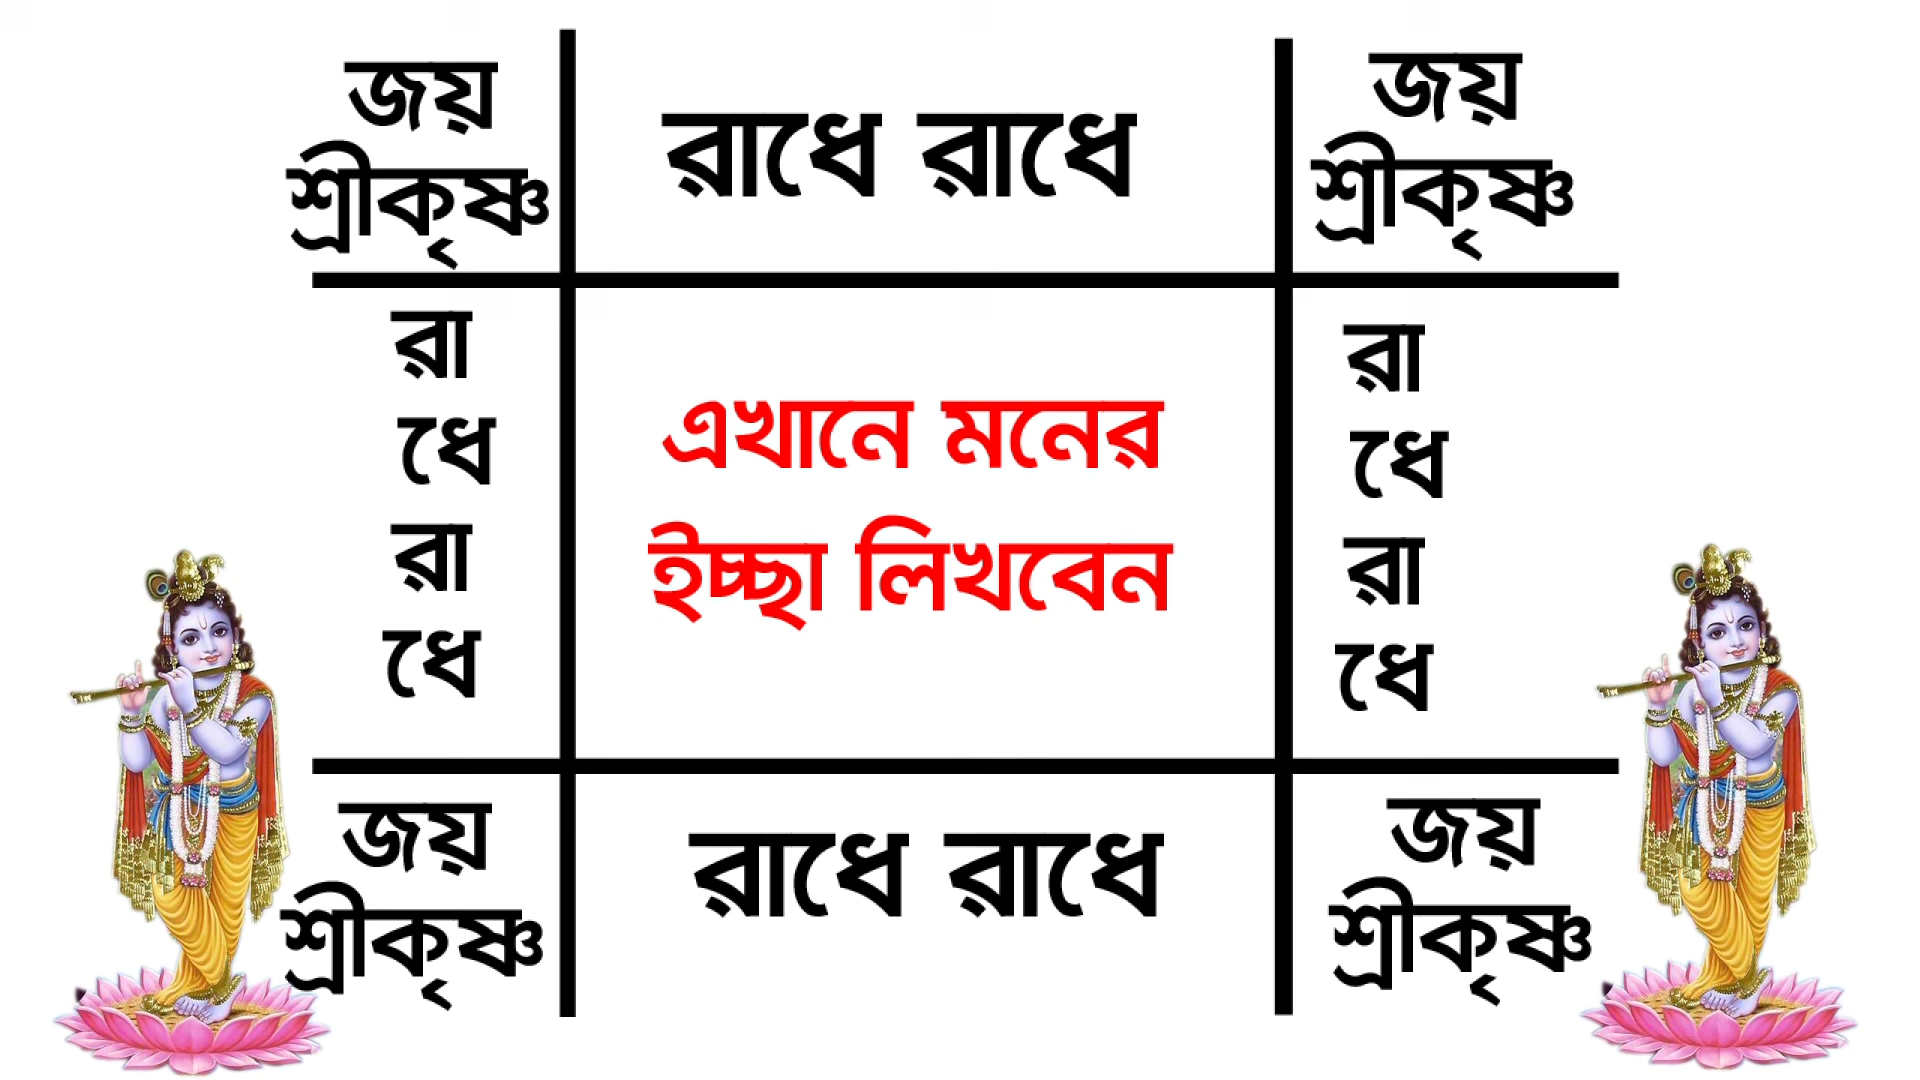 জয়
শ্রীকৃষ্ণ
রাধে রাধে
জয়
শ্রীকৃষ্ণ
রা
ধে
রা
ধে
এখানে মনের
ইচ্ছা লিখবেন
রা
ধে
রা
ধে
জয়
শ্রীকৃষ্ণ
রাধে রাধে
জয়
শ্রীকৃষ্ণ